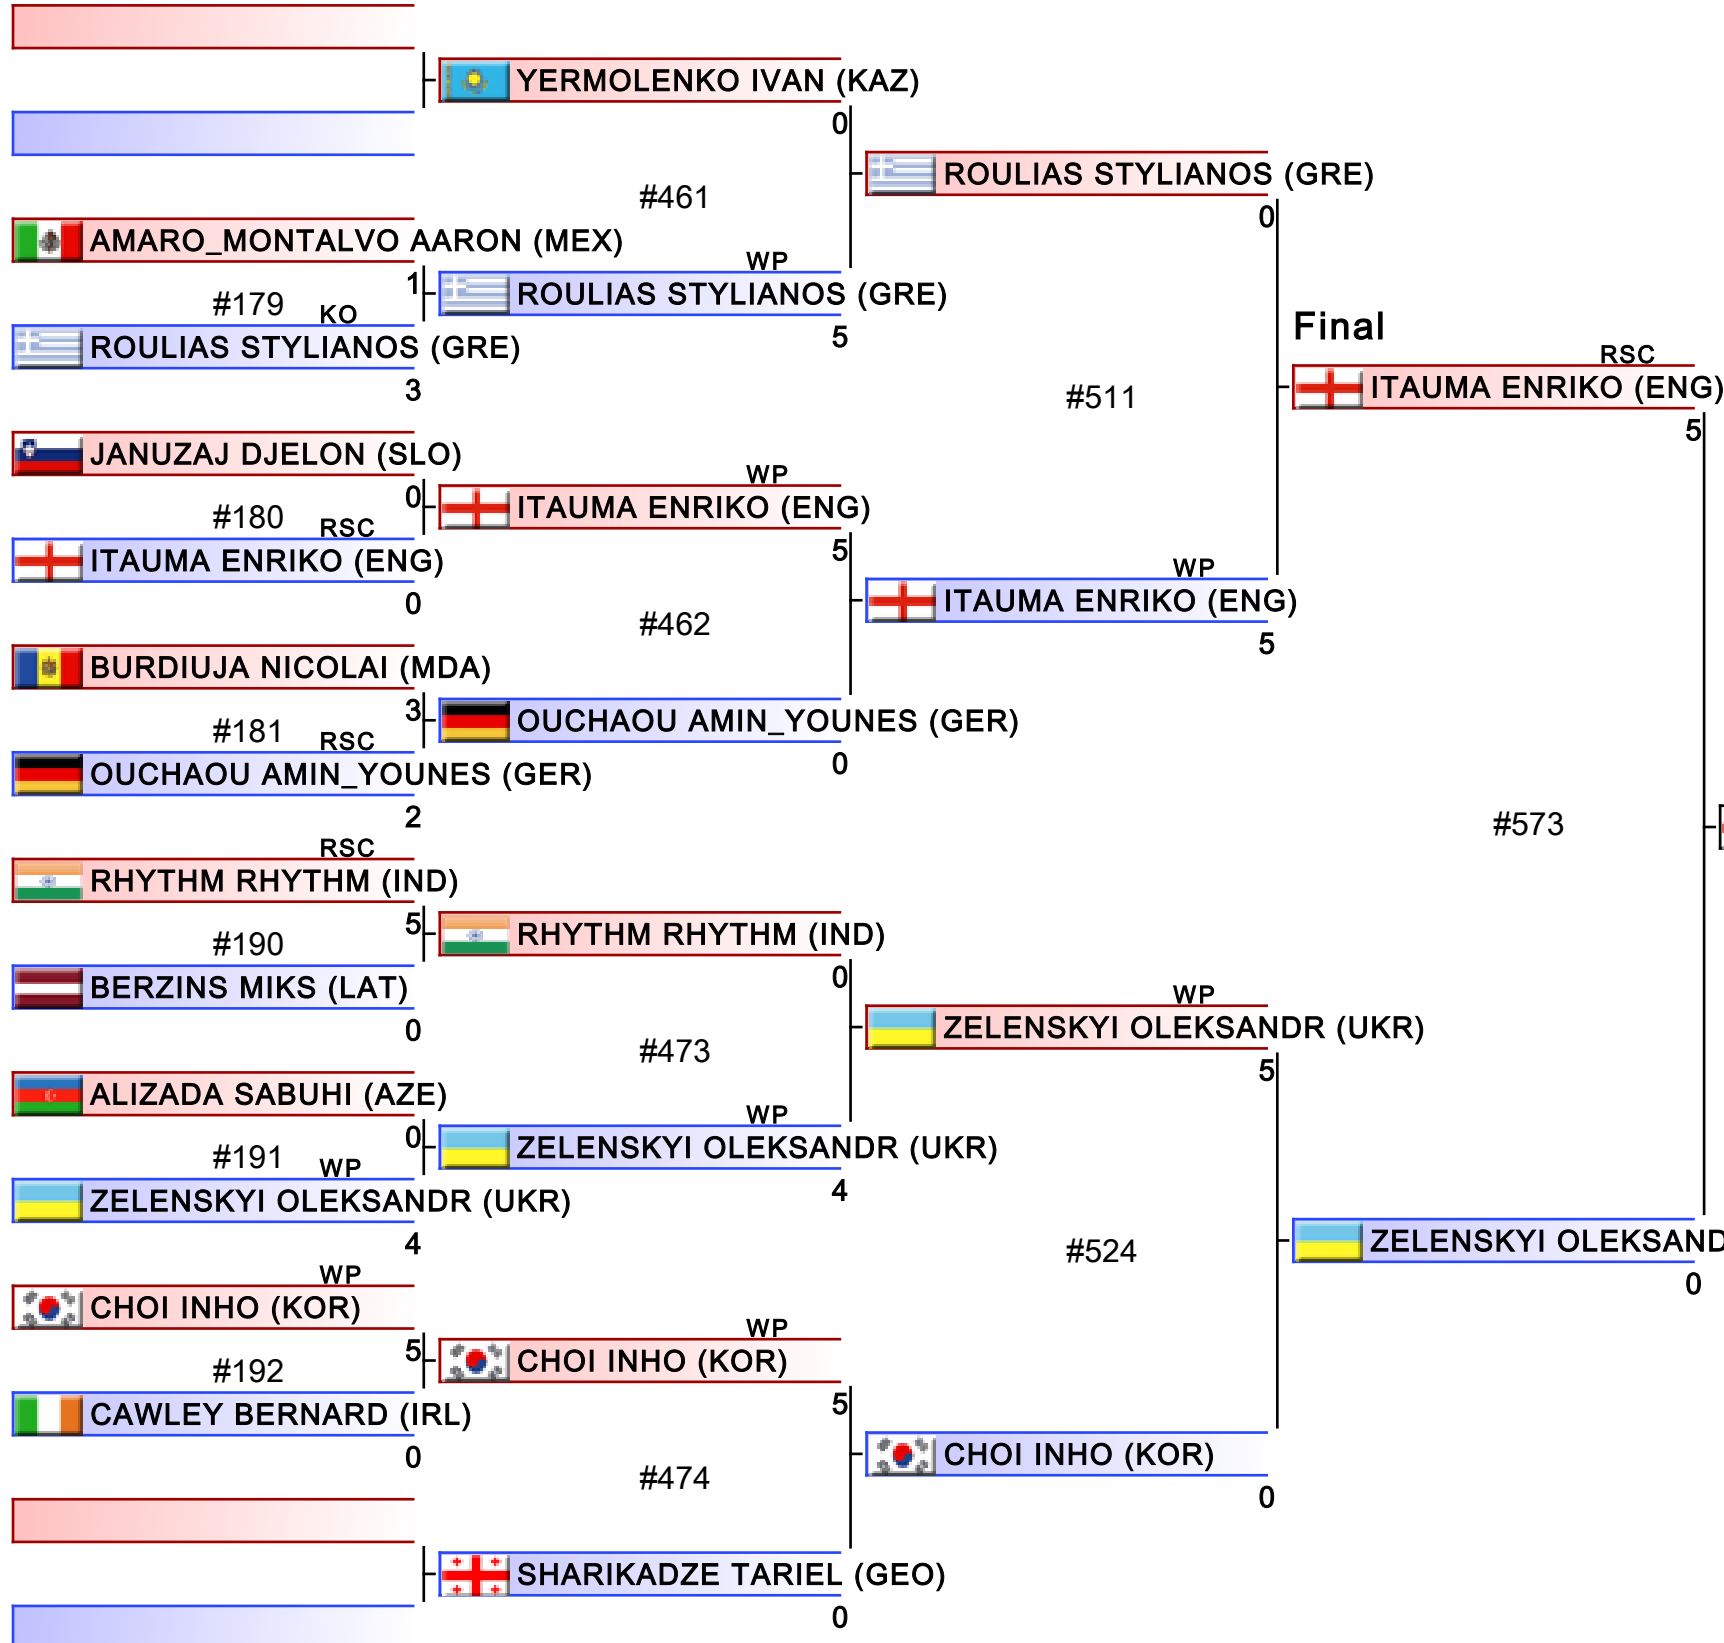 YERMOLENKO IVAN (KAZ)
0
#461
AMARO_MONTALVO AARON (MEX)
1
#179
KO
ROULIAS STYLIANOS (GRE)
3
WP
ROULIAS STYLIANOS (GRE)
5
ROULIAS STYLIANOS (GRE)
0
JANUZAJ DJELON (SLO)
0
#180
RSC
ITAUMA ENRIKO (ENG)
0
WP
ITAUMA ENRIKO (ENG)
5
#462
BURDIUJA NICOLAI (MDA)
3
#181
RSC
OUCHAOU AMIN_YOUNES (GER)
2
OUCHAOU AMIN_YOUNES (GER)
0
#511
WP
ITAUMA ENRIKO (ENG)
5
Final
RSC
ITAUMA ENRIKO (ENG)
5
#573
RSC
RHYTHM RHYTHM (IND)
5
#190
BERZINS MIKS (LAT)
0
RHYTHM RHYTHM (IND)
0
#473
ALIZADA SABUHI (AZE)
0
#191
WP
ZELENSKYI OLEKSANDR (UKR)
4
WP
ZELENSKYI OLEKSANDR (UKR)
4
WP
ZELENSKYI OLEKSANDR (UKR)
5
#524
WP
CHOI INHO (KOR)
5
#192
CAWLEY BERNARD (IRL)
0
WP
CHOI INHO (KOR)
5
#474
SHARIKADZE TARIEL (GEO)
0
CHOI INHO (KOR)
0
ZELENSKYI OLEKSAND
0